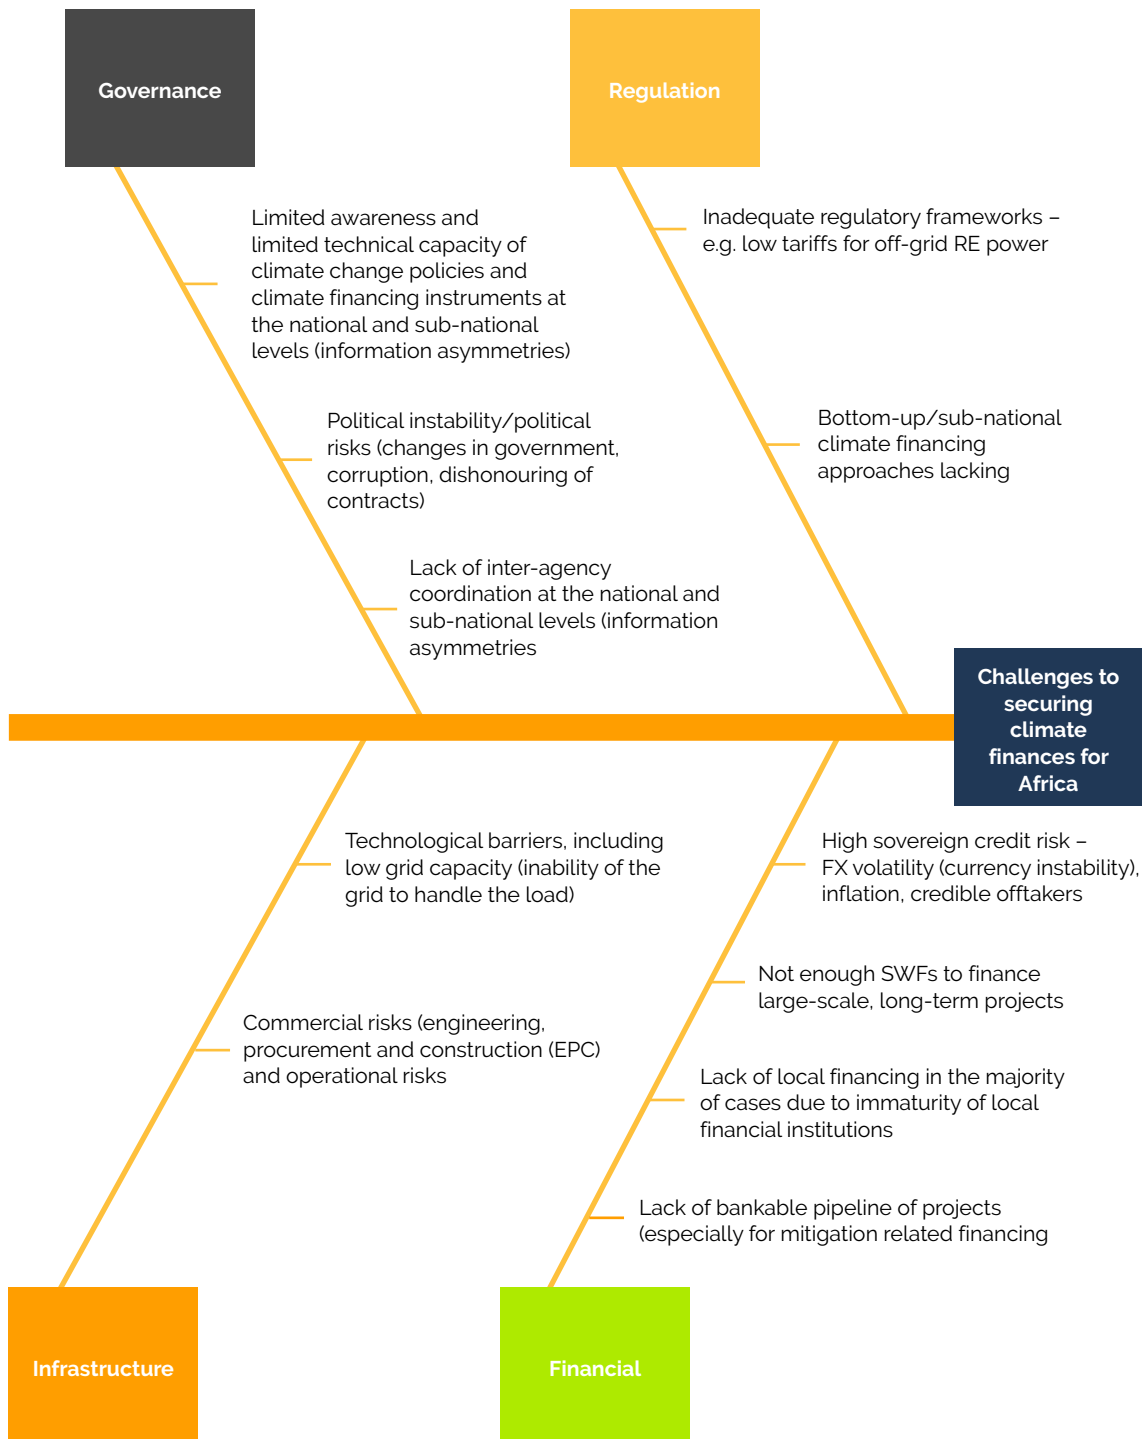 Governance
Regulation
Limited awareness and
limited technical capacity of
climate change policies and
climate financing instruments at
the national and sub-national
levels (information asymmetries)
Political instability/political
risks (changes in government,
corruption, dishonouring of
contracts)
Lack of inter-agency
coordination at the national and
sub-national levels (information
asymmetries
Inadequate regulatory frameworks –
e.g. low tariffs for off-grid RE power
Bottom-up/sub-national
climate financing
approaches lacking
Challenges to
securing
climate
finances for
Africa
Technological barriers, including
low grid capacity (inability of the
grid to handle the load)
Commercial risks (engineering,
procurement and construction (EPC)
and operational risks
High sovereign credit risk –
FX volatility (currency instability),
inflation, credible offtakers
Not enough SWFs to finance
large-scale, long-term projects
Lack of local financing in the majority
of cases due to immaturity of local
financial institutions
Lack of bankable pipeline of projects
(especially for mitigation related financing
Infrastructure
Financial